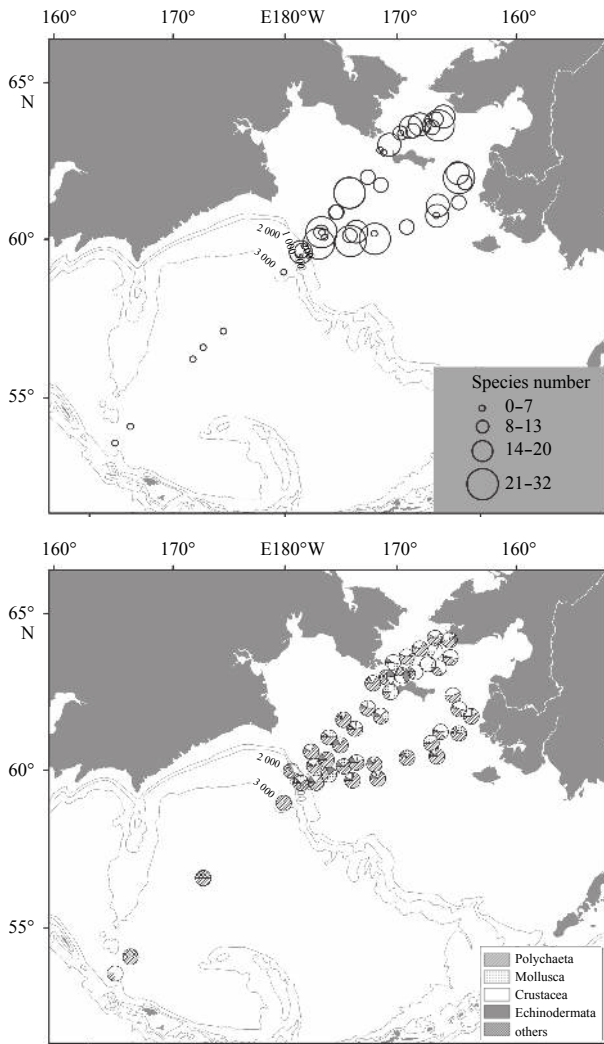 160° 170° E180°W 170° 160°
65°
N
60°
55°
2 000
1 000
3 000
Species number
0–7
8–13
14–20
21–32
160° 170° E180°W 170° 160°
65°
N
60°
55°
2 000
3 000
Polychaeta
Mollusca
Crustacea
Echinodermata
others